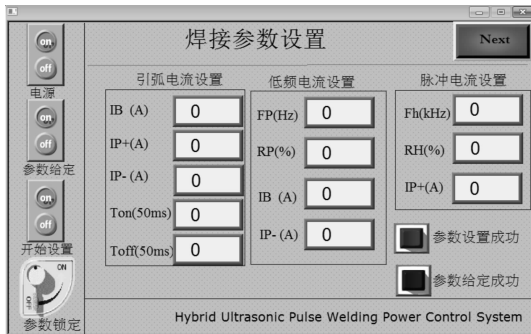 焊接参数设置
Next
on
off
电源
on
off
参数给定
on
off
开始设置
ON
OFF
参数锁定
引弧电流设置
IB (A) 0
IP+(A) 0
IP- (A) 0
Ton(50ms) 0
Toff(50ms) 0
低频电流设置
FP(Hz) 0
RP(%) 0
IB (A) 0
IP- (A) 0
脉冲电流设置
Fh(kHz) 0
RH(%) 0
IP+(A) 0
参数设置成功
参数给定成功
Hybrid Ultrasonic Pulse Welding Power Control System